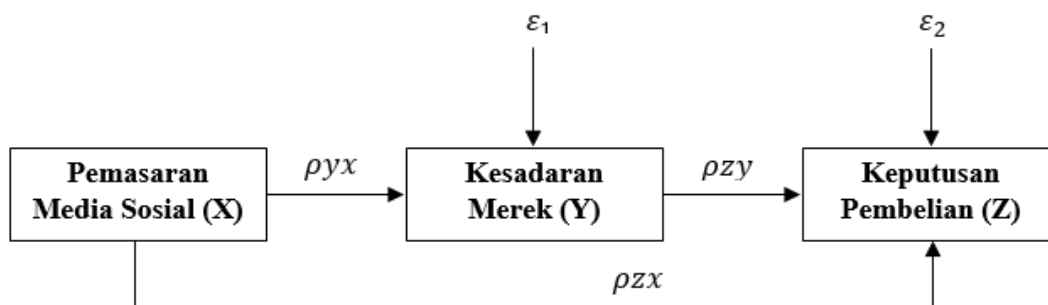 ε₁
ε₂
Pemasaran
Media Sosial (X)
ρyx
Kesadaran
Merek (Y)
ρzy
Keputusan
Pembelian (Z)
ρzx